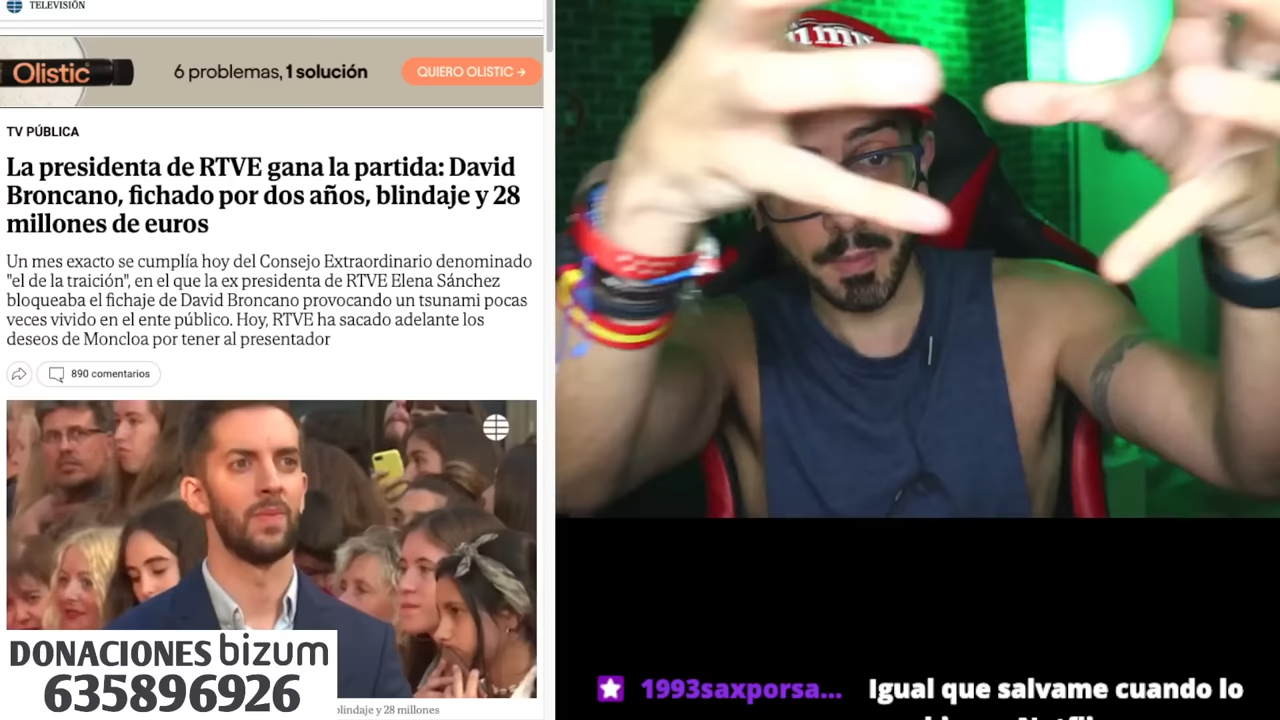 TELEVISIÓN
Olistic
6 problemas, 1 solución
QUIERO OLISTIC →
TV PÚBLICA
La presidenta de RTVE gana la partida: David
Broncano, fichado por dos años, blindaje y 28
millones de euros
Un mes exacto se cumplía hoy del Consejo Extraordinario denominado
"el de la traición", en el que la ex presidenta de RTVE Elena Sánchez
bloqueaba el fichaje de David Broncano provocando un tsunami pocas
veces vivido en el ente público. Hoy, RTVE ha sacado adelante los
deseos de Moncloa por tener al presentador
890 comentarios
DONACIONES bizum
635896926
blindaje y 28 millones
1993saxporsa... Igual que salvame cuando lo